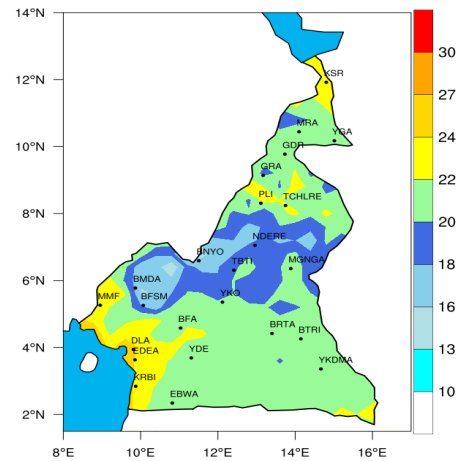 14°N
12°N
10°N
8°N
6°N
4°N
2°N
8°E
10°E
12°E
14°E
16°E
KSR
MRA
YGA
GDR
GRA
PLI
TCHLRE
NDERE
BNYO
TBTI
MGNGA
BMDA
MMF
BFSM
YKO
BFA
BRTA
BTRI
DLA
EDEA
YDE
YKDMA
KRBI
EBWA
30
27
24
22
20
18
16
13
10